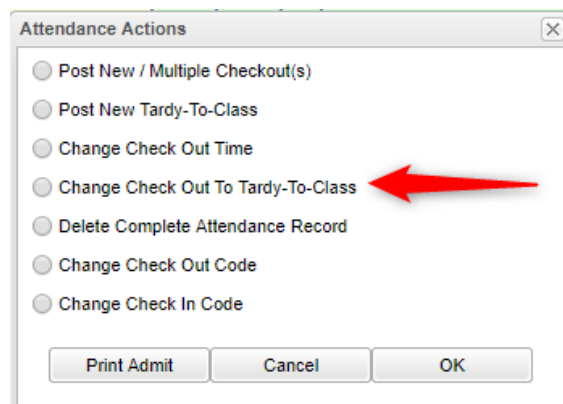 Attendance Actions
Post New / Multiple Checkout(s)
Post New Tardy-To-Class
Change Check Out Time
Change Check Out To Tardy-To-Class
Delete Complete Attendance Record
Change Check Out Code
Change Check In Code
Print Admit Cancel OK